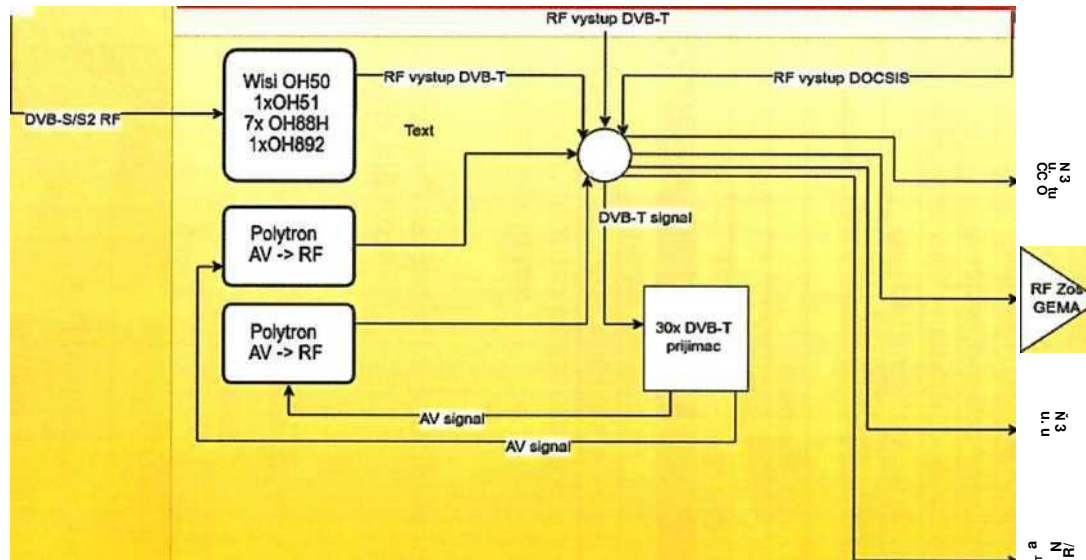 RF vystup DVB-T
Wisi OH50
1xOH51
7x OH88H
1xOH892
RF vystup DVB-T
RF vystup DOCSIS
DVB-S/S2 RF
Text
Polytron
AV -> RF
DVB-T signal
Polytron
AV -> RF
30x DVB-T
prijimac
RF Zos
GEMA
AV signal
AV signal